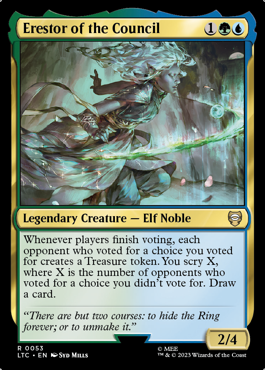 Erestor of the Council 1
Legendary Creature — Elf Noble
Whenever players finish voting, each
opponent who voted for a choice you voted
for creates a Treasure token. You scry X,
where X is the number of opponents who
voted for a choice you didn't vote for. Draw
a card.
"There are but two courses: to hide the Ring
forever; or to unmake it."
2/4
R 0053 © MEE
LTC • EN Syd Mills ™ & © 2023 Wizards of the Coast